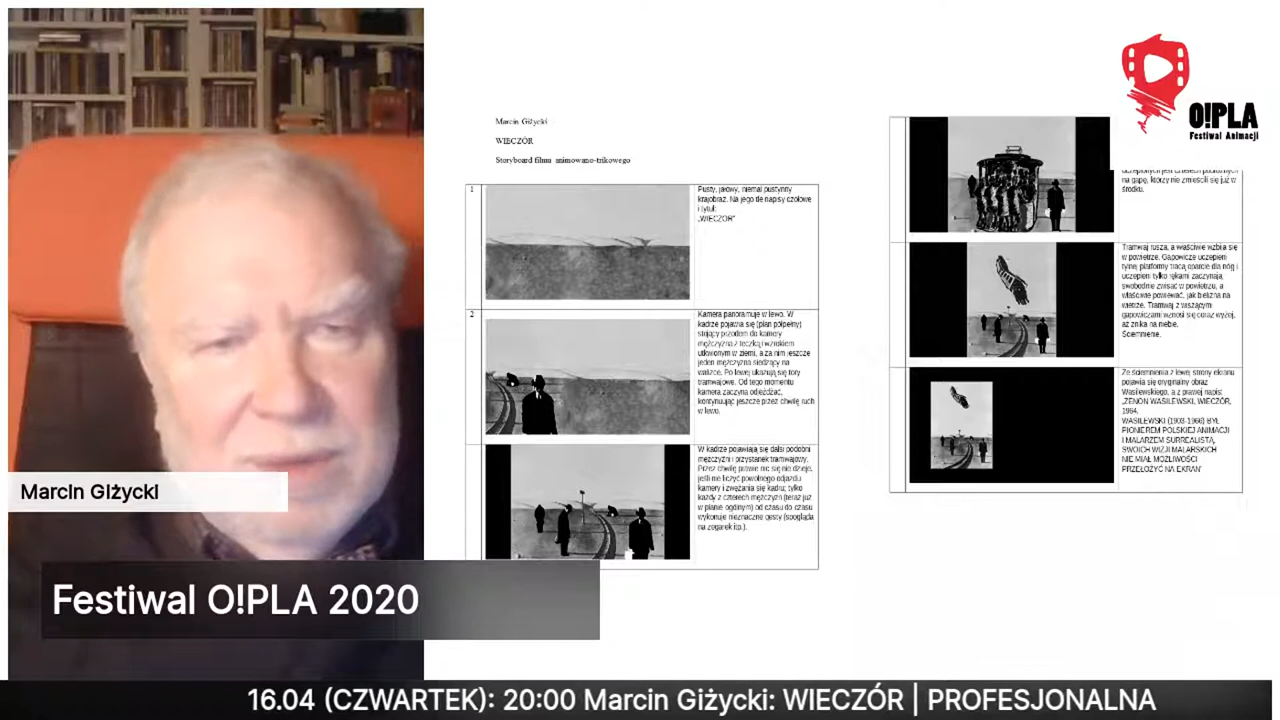 Marcin Giżycki
WIECZÓR
Storyboard filmu animowano-trikowego
1
Pusty, jałowy, niemal pustynny
krajobraz. Na jego tle napisy czołowe
i tytuł:
„WIECZÓR”
2
Kamera panoramuje w lewo. W
kadrze pojawia się (plan półpełny)
stojący przodem do kamery
mężczyzna z teczką i wzrokiem
utkwionym w ziemi, a za nim jeszcze
jeden mężczyzna siedzący na
walizce. Po lewej ukazują się tory
tramwajowe. Od tego momentu
kamera zaczyna odjeżdżać,
kontynuując jeszcze przez chwilę ruch
w lewo.
W kadrze pojawiają się dalsi podobni
mężczyźni i przystanek tramwajowy.
Przez chwilę prawie nic się nie dzieje,
jeśli nie liczyć powolnego odjazdu
kamery i zwężania się kadru; tylko
każdy z czterech mężczyzn (teraz już
w planie ogólnym) od czasu do czasu
wykonuje nieznaczne gesty (spogląda
na zegarek itp.).
O!PLA
Festiwal Animacji
uczepionych jest czterech podobnych
na gapę, którzy nie zmieścili się już w
środku.
Tramwaj rusza, a właściwie wzbija się
w powietrze. Gapowicze uczepieni
tylnej platformy tracą oparcie dla nóg i
uczepieni tylko rękami zaczynają
swobodnie zwisać w powietrzu, a
właściwie powiewać, jak bielizna na
wietrze. Tramwaj z wiszącymi
gapowiczami wznosi się coraz wyżej,
aż znika na niebie.
Ściemnienie.
Ze ściemnienia z lewej strony ekranu
pojawia się oryginalny obraz
Wasilewskiego, a z prawej napis:
„ZENON WASILEWSKI, WIECZÓR,
1964.
WASILEWSKI (1903-1966) BYŁ
PIONIEREM POLSKIEJ ANIMACJI
I MALARZEM SURREALISTĄ,
SWOICH WIZJI MALARSKICH
NIE MIAŁ MOŻLIWOŚCI
PRZEŁOŻYĆ NA EKRAN”
Marcin Giżycki
Festiwal O!PLA 2020
16.04 (CZWARTEK): 20:00 Marcin Giżycki: WIECZÓR | PROFESJONALNA